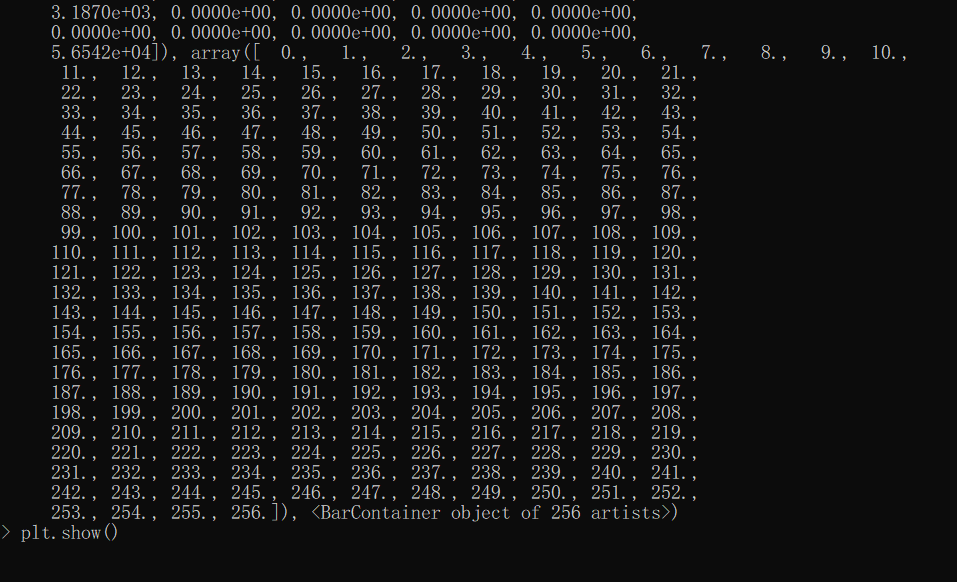 3.1870e+03, 0.0000e+00, 0.0000e+00, 0.0000e+00, 0.0000e+00,
0.0000e+00, 0.0000e+00, 0.0000e+00, 0.0000e+00, 0.0000e+00,
5.6542e+04]), array([ 0., 1., 2., 3., 4., 5., 6., 7., 8., 9., 10.,
11., 12., 13., 14., 15., 16., 17., 18., 19., 20., 21.,
22., 23., 24., 25., 26., 27., 28., 29., 30., 31., 32.,
33., 34., 35., 36., 37., 38., 39., 40., 41., 42., 43.,
44., 45., 46., 47., 48., 49., 50., 51., 52., 53., 54.,
55., 56., 57., 58., 59., 60., 61., 62., 63., 64., 65.,
66., 67., 68., 69., 70., 71., 72., 73., 74., 75., 76.,
77., 78., 79., 80., 81., 82., 83., 84., 85., 86., 87.,
88., 89., 90., 91., 92., 93., 94., 95., 96., 97., 98.,
99., 100., 101., 102., 103., 104., 105., 106., 107., 108., 109.,
110., 111., 112., 113., 114., 115., 116., 117., 118., 119., 120.,
121., 122., 123., 124., 125., 126., 127., 128., 129., 130., 131.,
132., 133., 134., 135., 136., 137., 138., 139., 140., 141., 142.,
143., 144., 145., 146., 147., 148., 149., 150., 151., 152., 153.,
154., 155., 156., 157., 158., 159., 160., 161., 162., 163., 164.,
165., 166., 167., 168., 169., 170., 171., 172., 173., 174., 175.,
176., 177., 178., 179., 180., 181., 182., 183., 184., 185., 186.,
187., 188., 189., 190., 191., 192., 193., 194., 195., 196., 197.,
198., 199., 200., 201., 202., 203., 204., 205., 206., 207., 208.,
209., 210., 211., 212., 213., 214., 215., 216., 217., 218., 219.,
220., 221., 222., 223., 224., 225., 226., 227., 228., 229., 230.,
231., 232., 233., 234., 235., 236., 237., 238., 239., 240., 241.,
242., 243., 244., 245., 246., 247., 248., 249., 250., 251., 252.,
253., 254., 255., 256.]), <BarContainer object of 256 artists>)
> plt.show()